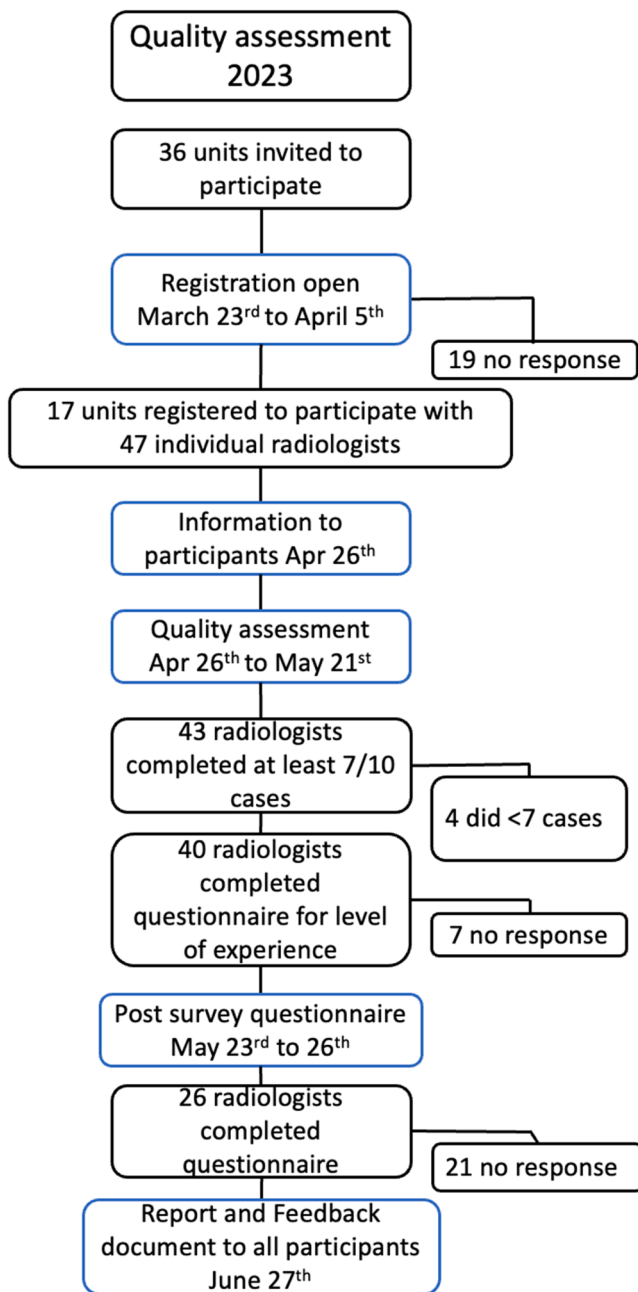 Quality assessment
2023
36 units invited to
participate
Registration open
March 23rd to April 5th
19 no response
17 units registered to participate with
47 individual radiologists
Information to
participants Apr 26th
Quality assessment
Apr 26th to May 21st
43 radiologists
completed at least 7/10
cases
4 did <7 cases
40 radiologists
completed
questionnaire for level
of experience
7 no response
Post survey questionnaire
May 23rd to 26th
26 radiologists
completed
questionnaire
21 no response
Report and Feedback
document to all participants
June 27th